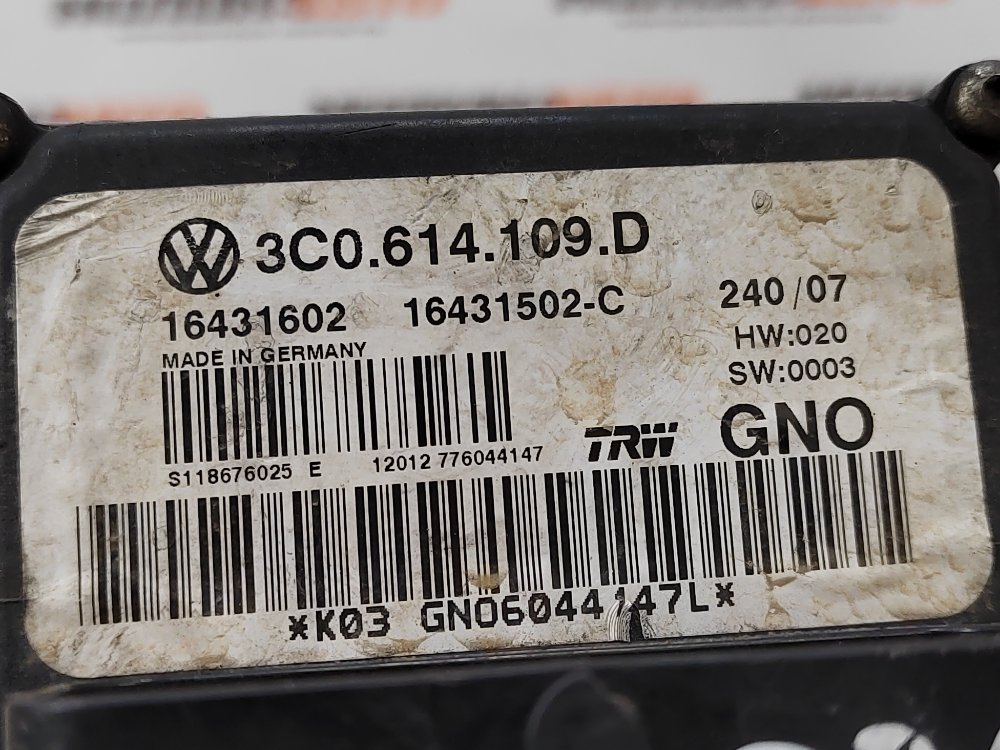 3C0.614.109.D
16431602 16431502-C 240/07
MADE IN GERMANY HW:020
SW:0003
S118676025 E 12012 776044147 TRW GNO
*K03 GNO6044147L*